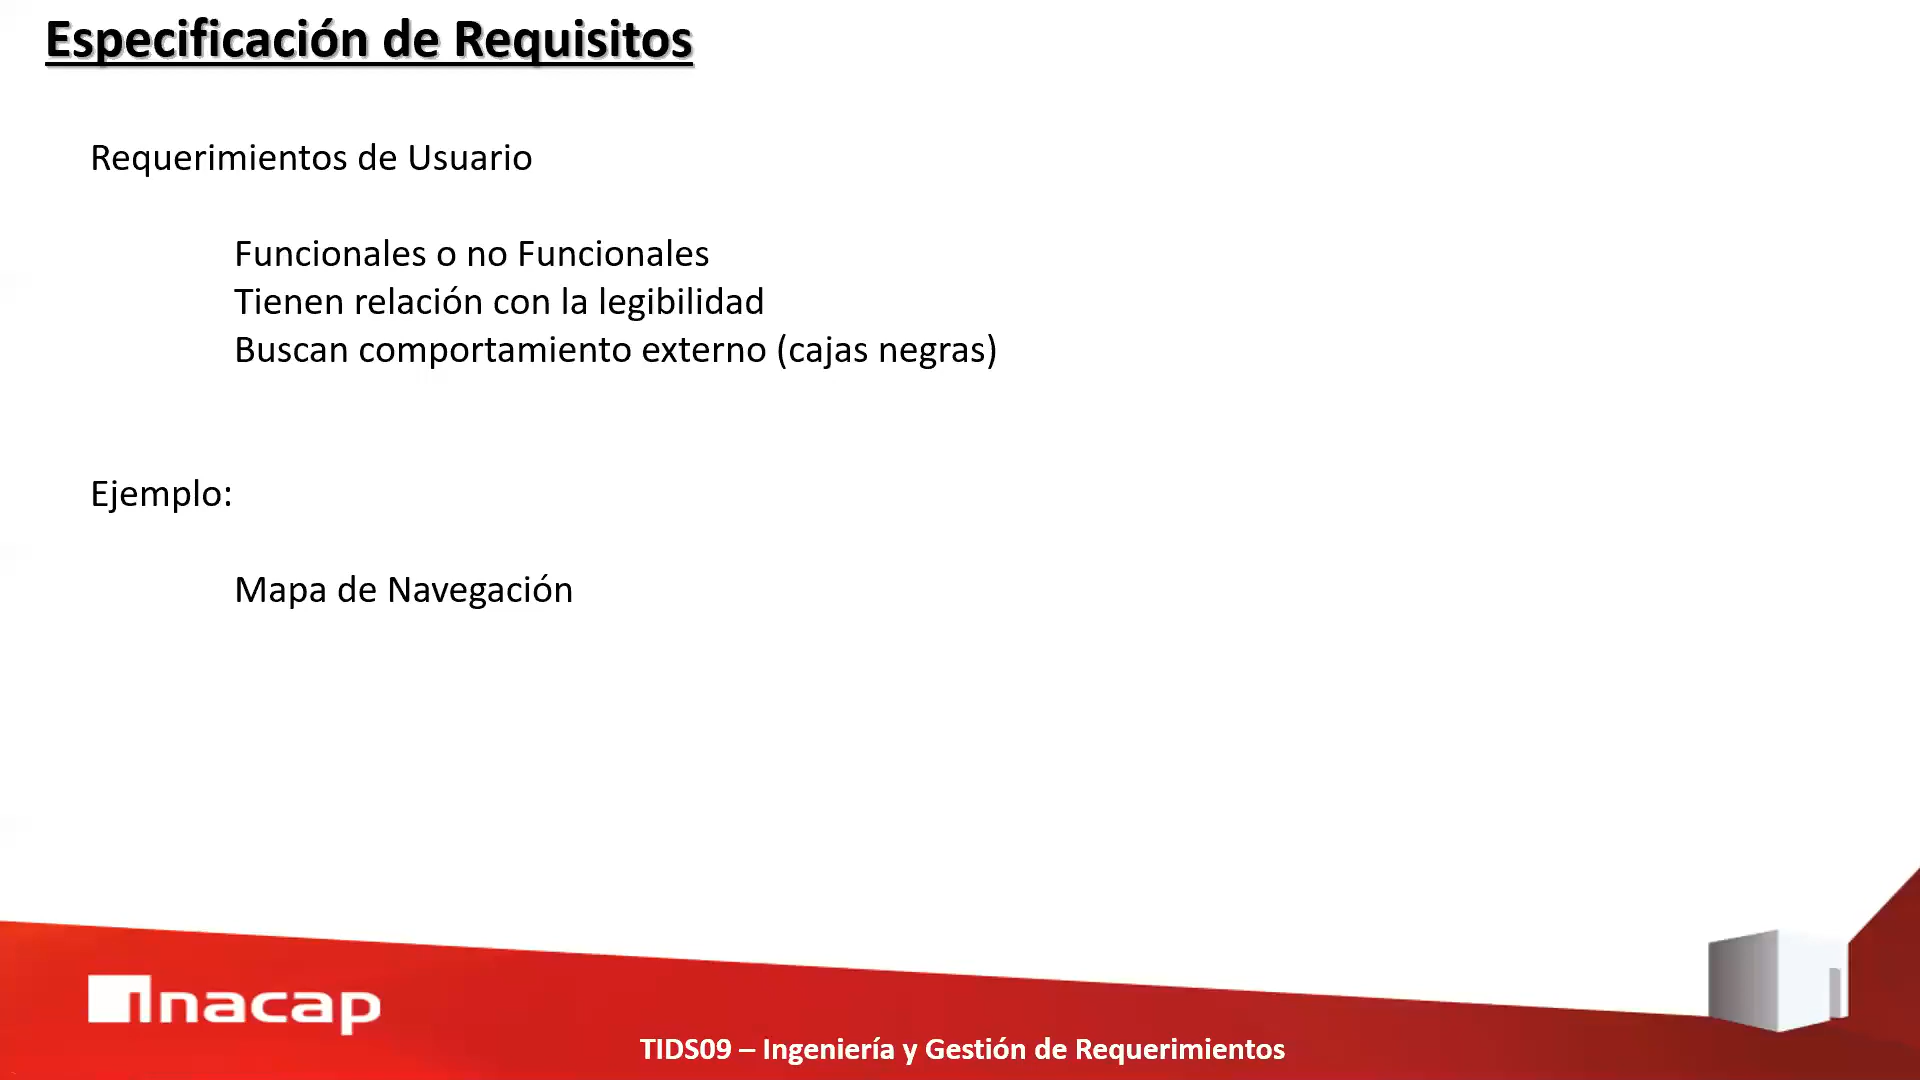 Especificación de Requisitos
Requerimientos de Usuario
Funcionales o no Funcionales
Tienen relación con la legibilidad
Buscan comportamiento externo (cajas negras)
Ejemplo:
Mapa de Navegación
Inacap
TIDS09 – Ingeniería y Gestión de Requerimientos